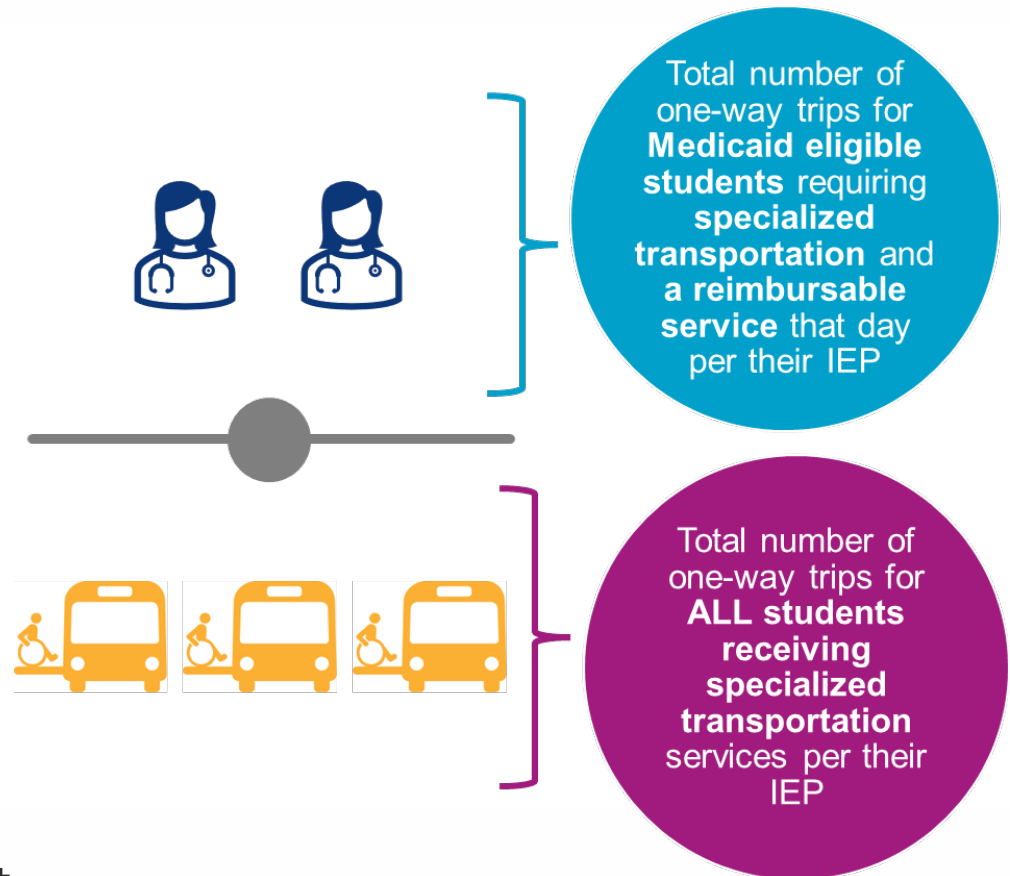 Total number of
one-way trips for
Medicaid eligible
students requiring
specialized
transportation and
a reimbursable
service that day
per their IEP
Total number of
one-way trips for
ALL students
receiving
specialized
transportation
services per their
IEP